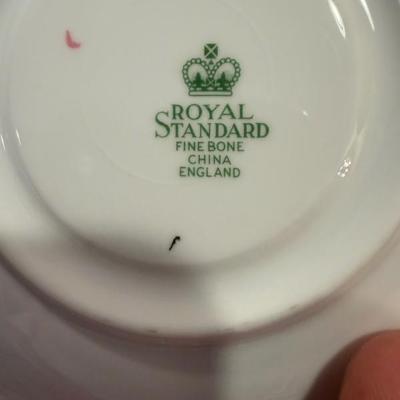 ROYAL
STANDARD
FINE BONE
CHINA
ENGLAND